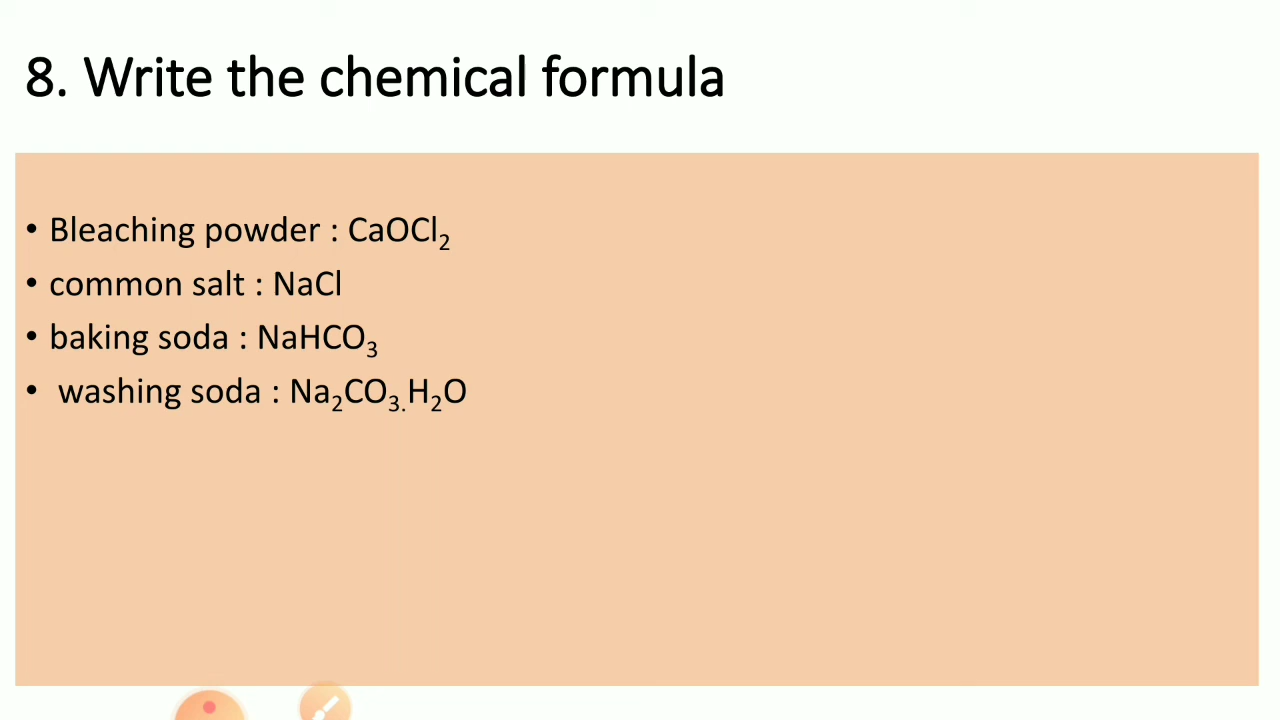 8. Write the chemical formula
• Bleaching powder : CaOCl₂
• common salt : NaCl
• baking soda : NaHCO₃
• washing soda : Na₂CO₃.H₂O